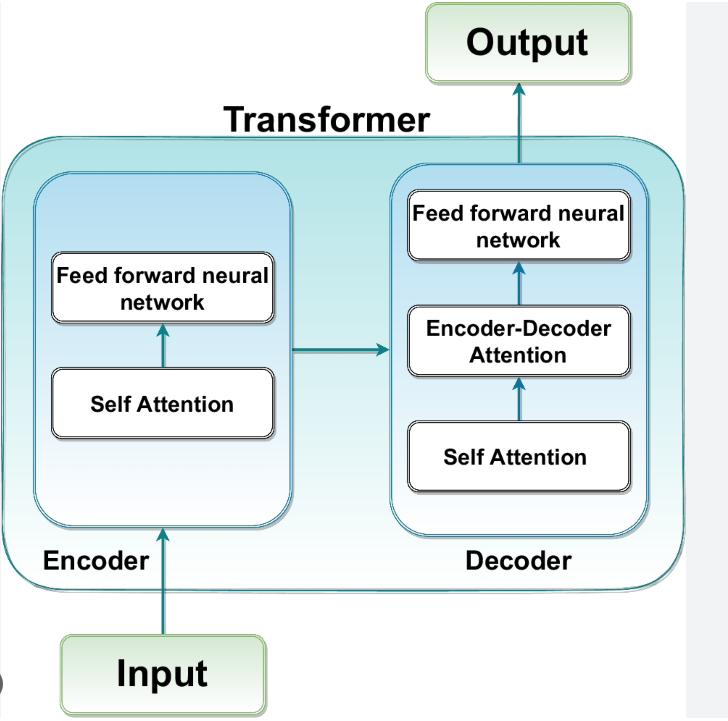 Output
Transformer
Feed forward neural
network
Self Attention
Encoder
Feed forward neural
network
Encoder-Decoder
Attention
Self Attention
Decoder
Input